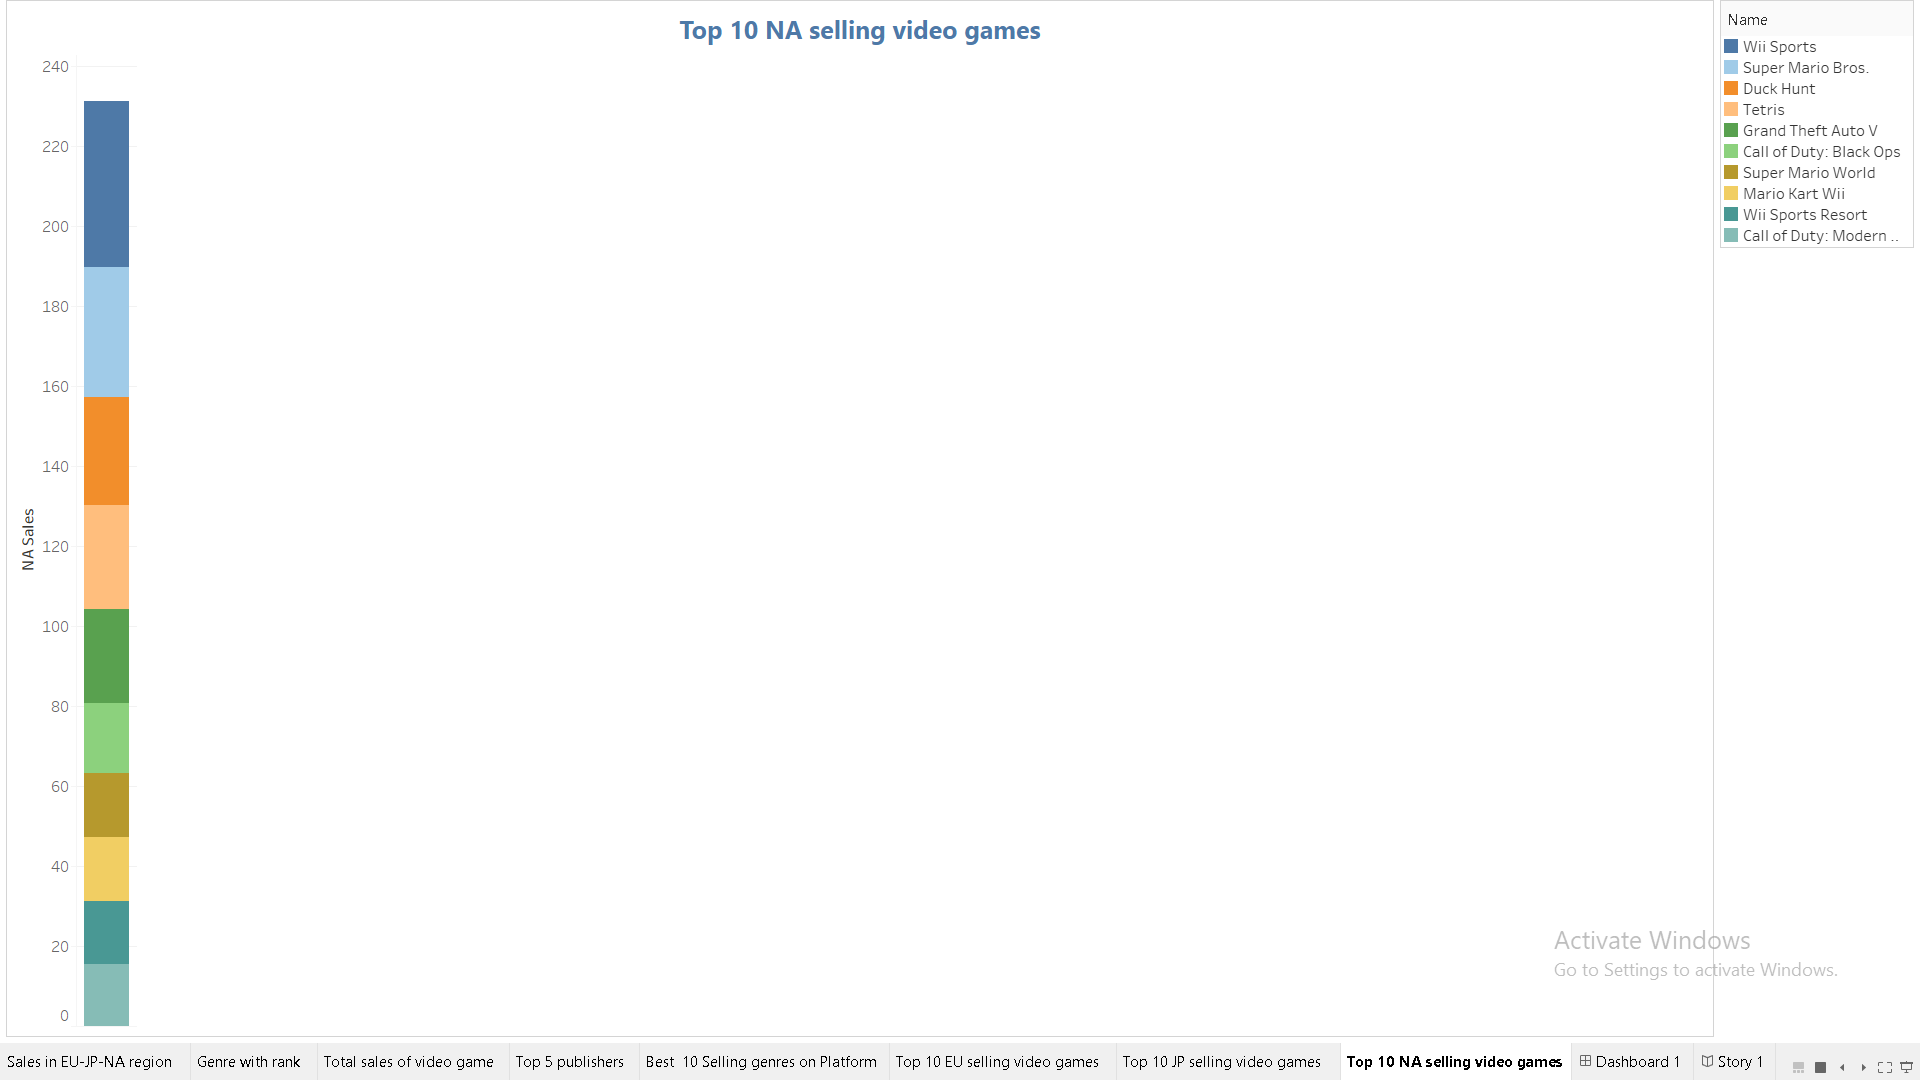 Top 10 NA selling video games
240
220
200
180
160
140
120
100
80
60
40
20
0
NA Sales
Name
Wii Sports
Super Mario Bros.
Duck Hunt
Tetris
Grand Theft Auto V
Call of Duty: Black Ops
Super Mario World
Mario Kart Wii
Wii Sports Resort
Call of Duty: Modern ..
Activate Windows
Go to Settings to activate Windows.
Sales in EU-JP-NA region
Genre with rank
Total sales of video game
Top 5 publishers
Best 10 Selling genres on Platform
Top 10 EU selling video games
Top 10 JP selling video games
Top 10 NA selling video games
Dashboard 1
Story 1